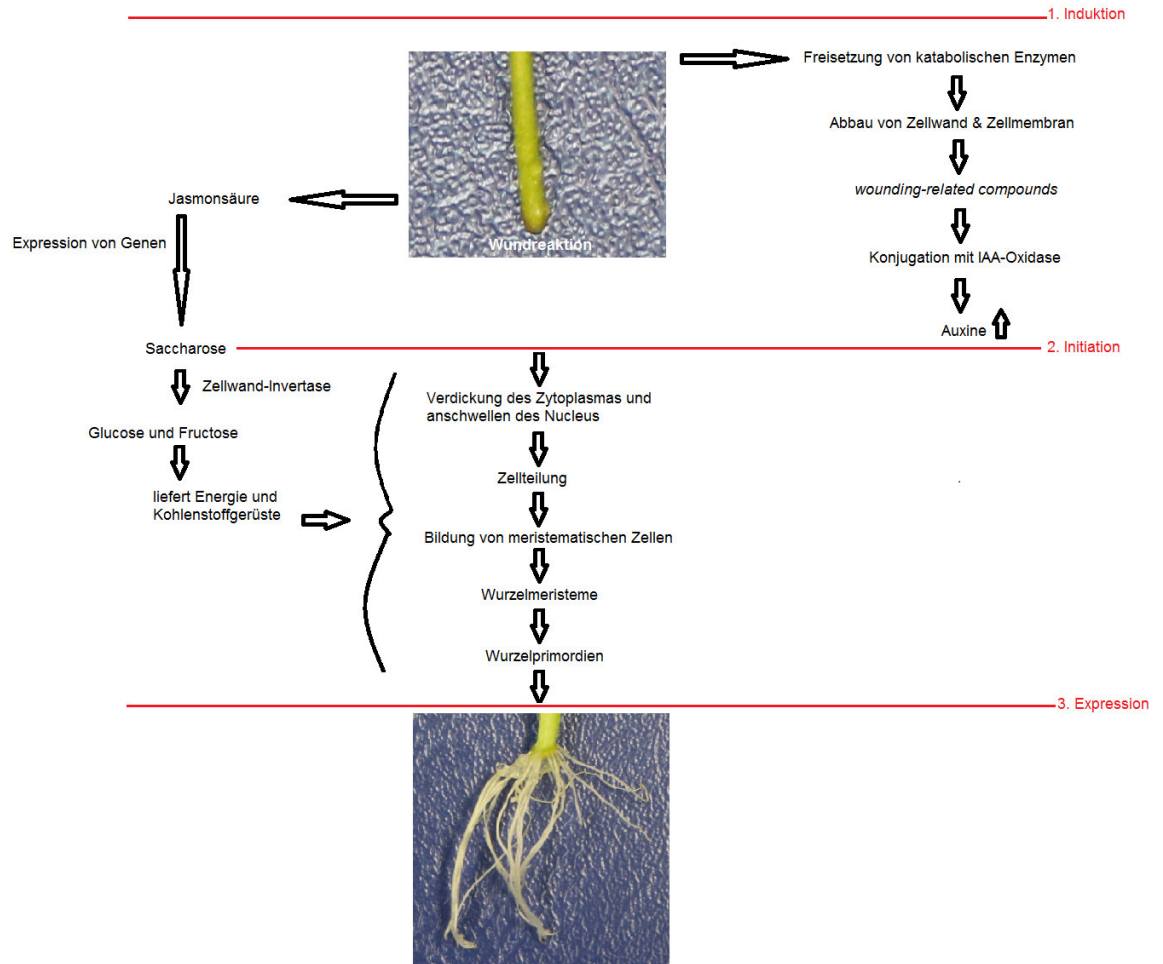 1. Induktion
Freisetzung von katabolischen Enzymen
Abbau von Zellwand & Zellmembran
wounding-related compounds
Konjugation mit IAA-Oxidase
Auxine
Wundreaktion
Jasmonsäure
Expression von Genen
Saccharose
2. Initiation
Zellwand-Invertase
Glucose und Fructose
liefert Energie und
Kohlenstoffgerüste
Verdickung des Zytoplasmas und
anschwellen des Nucleus
Zellteilung
Bildung von meristematischen Zellen
Wurzelmeristeme
Wurzelprimordien
3. Expression